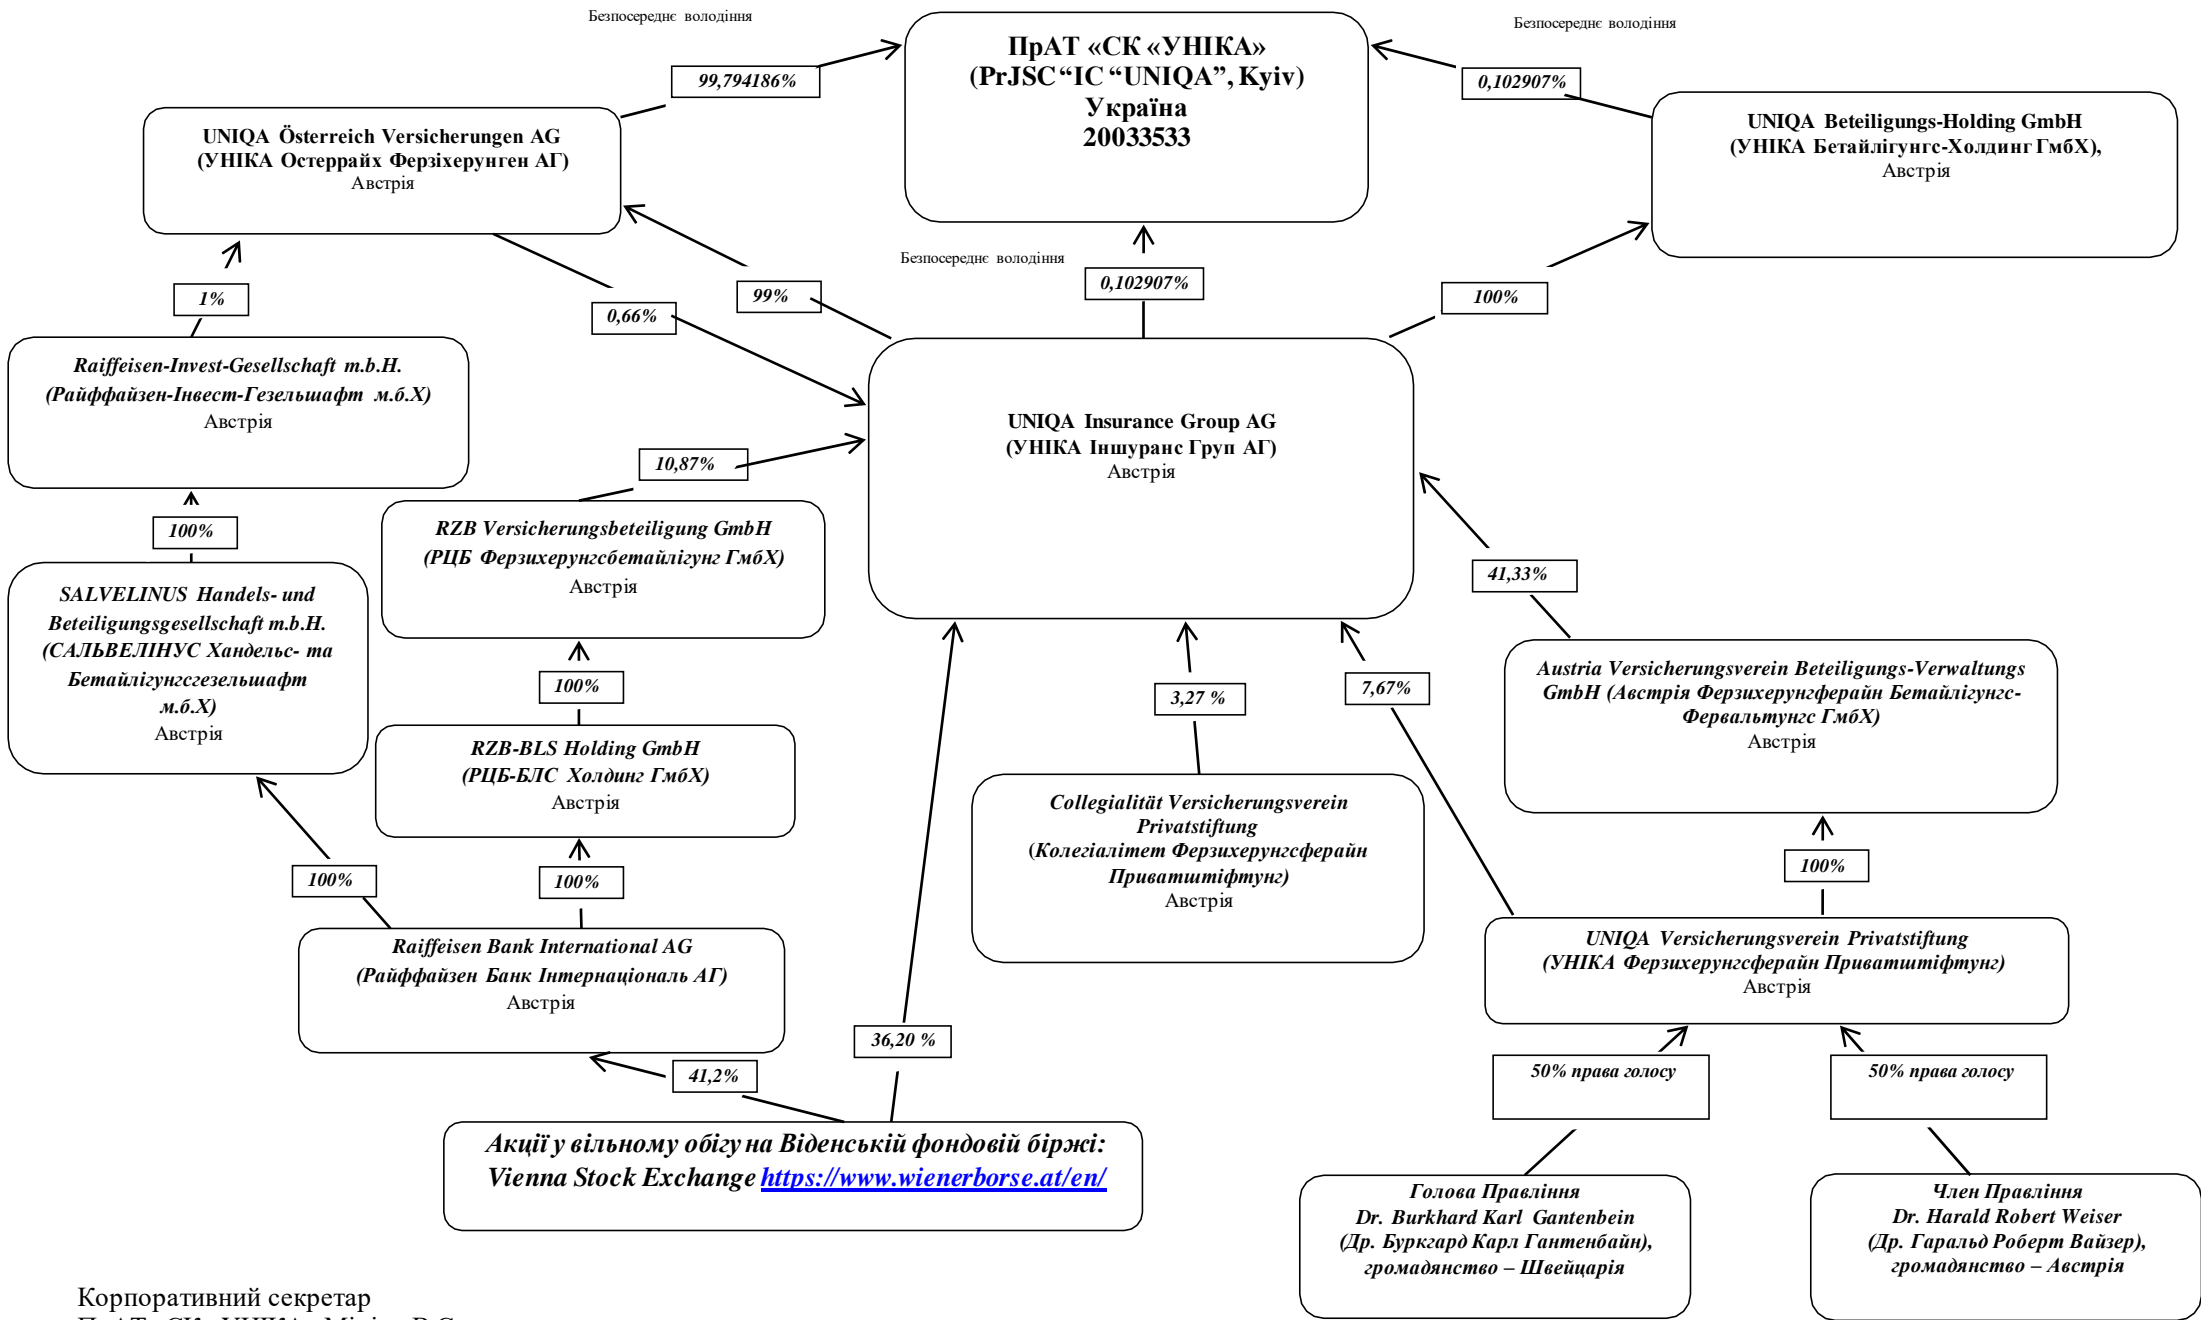 Безпосереднє володіння
Безпосереднє володіння
ПрАТ «СК «УНІКА»
(PrJSC“IC “UNIQA”, Kyiv)
Україна
20033533
99,794186%
0,102907%
UNIQA Österreich Versicherungen AG
(УНІКА Остеррайх Ферзіхерунген АГ)
Австрія
UNIQA Beteiligungs-Holding GmbH
(УНІКА Бетайлігунгс-Холдинг ГмбХ),
Австрія
Безпосереднє володіння
1%
0,66%
99%
0,102907%
100%
Raiffeisen-Invest-Gesellschaft m.b.H.
(Райффайзен-Інвест-Гезельшафт м.б.Х)
Австрія
UNIQA Insurance Group AG
(УНІКА Іншуранс Груп АГ)
Австрія
10,87%
100%
RZB Versicherungsbeteiligung GmbH
(РЦБ Ферзихерунгсбетайлігунг ГмбХ)
Австрія
41,33%
SALVELINUS Handels- und
Beteiligungsgesellschaft m.b.H.
(САЛЬВЕЛІНУС Хандельс- та
Бетайлігунгсгезельшафт
м.б.Х)
Австрія
100%
3,27 %
7,67%
Austria Versicherungsverein Beteiligungs-Verwaltungs
GmbH (Австрія Ферзихерунгферайн Бетайлігунгс-
Фервальтунгс ГмбХ)
Австрія
RZB-BLS Holding GmbH
(РЦБ-БЛС Холдинг ГмбХ)
Австрія
Collegialität Versicherungsverein
Privatstiftung
(Колегіалітет Ферзихерунгсферайн
Приватштіфтунг)
Австрія
100%
100%
100%
Raiffeisen Bank International AG
(Райффайзен Банк Інтернаціональ АГ)
Австрія
UNIQA Versicherungsverein Privatstiftung
(УНІКА Ферзихерунгсферайн Приватштіфтунг)
Австрія
36,20 %
41,2%
50% права голосу
50% права голосу
Акції у вільному обігу на Віденській фондовій біржі:
Vienna Stock Exchange https://www.wienerborse.at/en/
Голова Правління
Dr. Burkhard Karl Gantenbein
(Др. Буркгард Карл Гантенбайн),
громадянство – Швейцарія
Член Правління
Dr. Harald Robert Weiser
(Др. Гаральд Роберт Вайзер),
громадянство – Австрія
Корпоративний секретар